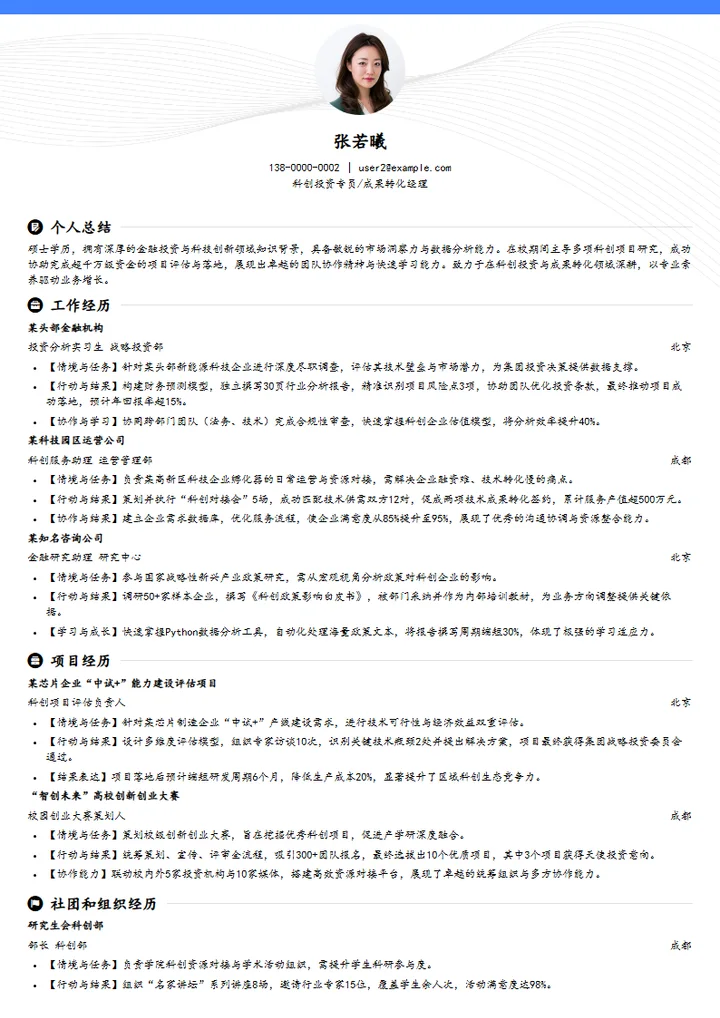 张若曦
138-0000-0002 | user2@example.com
科创投资专员/成果转化经理
个人总结
硕士学历，拥有深厚的金融投资与科技创新领域知识背景，具备敏锐的市场洞察力与数据分析能力。在校期间主导多项科创项目研究，成功
协助完成超千万级资金的项目评估与落地，展现出卓越的团队协作精神与快速学习能力。致力于在科创投资与成果转化领域深耕，以专业素
养驱动业务增长。
工作经历
某头部金融机构
投资分析实习生 战略投资部 北京
• 【情境与任务】针对某头部新能源科技企业进行深度尽职调查，评估其技术壁垒与市场潜力，为集团投资决策提供数据支撑。
• 【行动与结果】构建财务预测模型，独立撰写30页行业分析报告，精准识别项目风险点3项，协助团队优化投资条款，最终推动项目成
功落地，预计年回报率超15%。
• 【协作与学习】协同跨部门团队（法务、技术）完成合规性审查，快速掌握科创企业估值模型，将分析效率提升40%。
某科技园区运营公司
科创服务助理 运营管理部 成都
• 【情境与任务】负责某高新区科技企业孵化器的日常运营与资源对接，需解决企业融资难、技术转化慢的痛点。
• 【行动与结果】策划并执行“科创对接会”5场，成功匹配技术供需双方12对，促成两项技术成果转化签约，累计服务产值超500万元。
• 【协作与结果】建立企业需求数据库，优化服务流程，使企业满意度从85%提升至95%，展现了优秀的沟通协调与资源整合能力。
某知名咨询公司
金融研究助理 研究中心 北京
• 【情境与任务】参与国家战略性新兴产业政策研究，需从宏观视角分析政策对科创企业的影响。
• 【行动与结果】调研50+家样本企业，撰写《科创政策影响白皮书》，被部门采纳并作为内部培训教材，为业务方向调整提供关键依
据。
• 【学习与成长】快速掌握Python数据分析工具，自动化处理海量政策文本，将报告撰写周期缩短30%，体现了极强的学习适应力。
项目经历
某芯片企业“中试+”能力建设评估项目
科创项目评估负责人 北京
• 【情境与任务】针对某芯片制造企业“中试+”产线建设需求，进行技术可行性与经济效益双重评估。
• 【行动与结果】设计多维度评估模型，组织专家访谈10次，识别关键技术瓶颈2处并提出解决方案，项目最终获得集团战略投资委员会
通过。
• 【结果表达】项目落地后预计缩短研发周期6个月，降低生产成本20%，显著提升了区域科创生态竞争力。
“智创未来”高校创新创业大赛
校园创业大赛策划人 成都
• 【情境与任务】策划校级创新创业大赛，旨在挖掘优秀科创项目，促进产学研深度融合。
• 【行动与结果】统筹策划、宣传、评审全流程，吸引300+团队报名，最终选拔出10个优质项目，其中3个项目获得天使投资意向。
• 【协作能力】联动校内外5家投资机构与10家媒体，搭建高效资源对接平台，展现了卓越的统筹组织与多方协作能力。
社团和组织经历
研究生会科创部
部长 科创部 成都
• 【情境与任务】负责学院科创资源对接与学术活动组织，需提升学生科研参与度。
• 【行动与结果】组织“名家讲坛”系列讲座8场，邀请行业专家15位，覆盖学生余人次，活动满意度达98%。